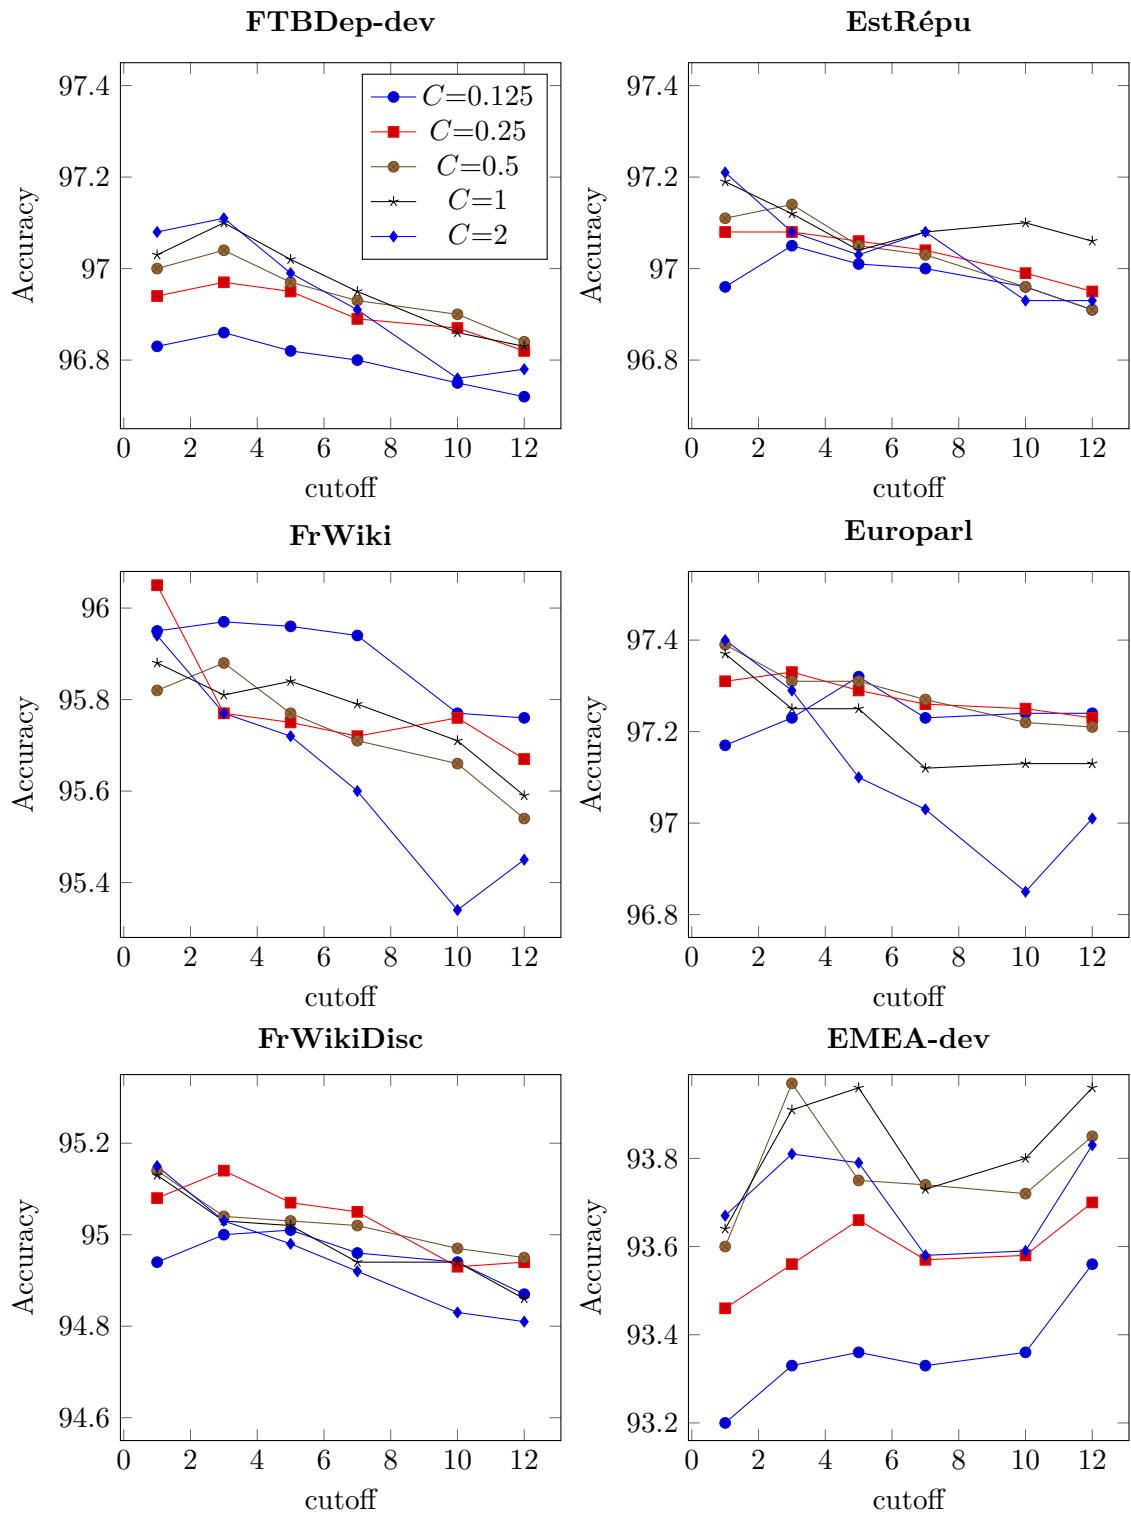 FTBDep-dev
97.4
97.2
97
96.8
Accuracy
C=0.125
C=0.25
C=0.5
C=1
C=2
0 2 4 6 8 10 12
cutoff
EstRépu
97.4
97.2
97
96.8
Accuracy
0 2 4 6 8 10 12
cutoff
FrWiki
96
95.8
95.6
95.4
Accuracy
0 2 4 6 8 10 12
cutoff
Europarl
97.4
97.2
97
96.8
Accuracy
0 2 4 6 8 10 12
cutoff
FrWikiDisc
95.2
95
94.8
94.6
Accuracy
0 2 4 6 8 10 12
cutoff
EMEA-dev
93.8
93.6
93.4
93.2
Accuracy
0 2 4 6 8 10 12
cutoff